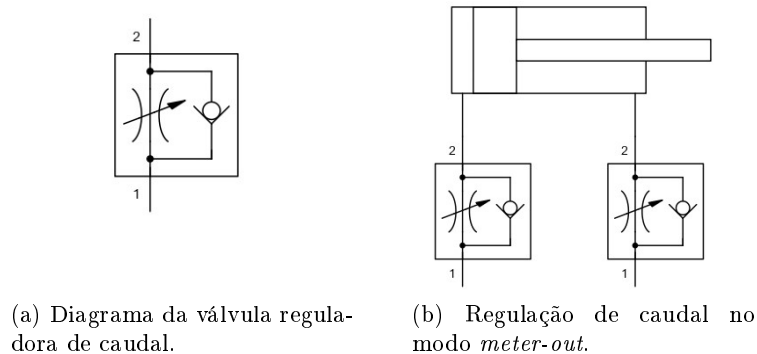 2
1
2
1
2
1
(a) Diagrama da válvula regula-
dora de caudal.
(b) Regulação de caudal no
modo meter-out.